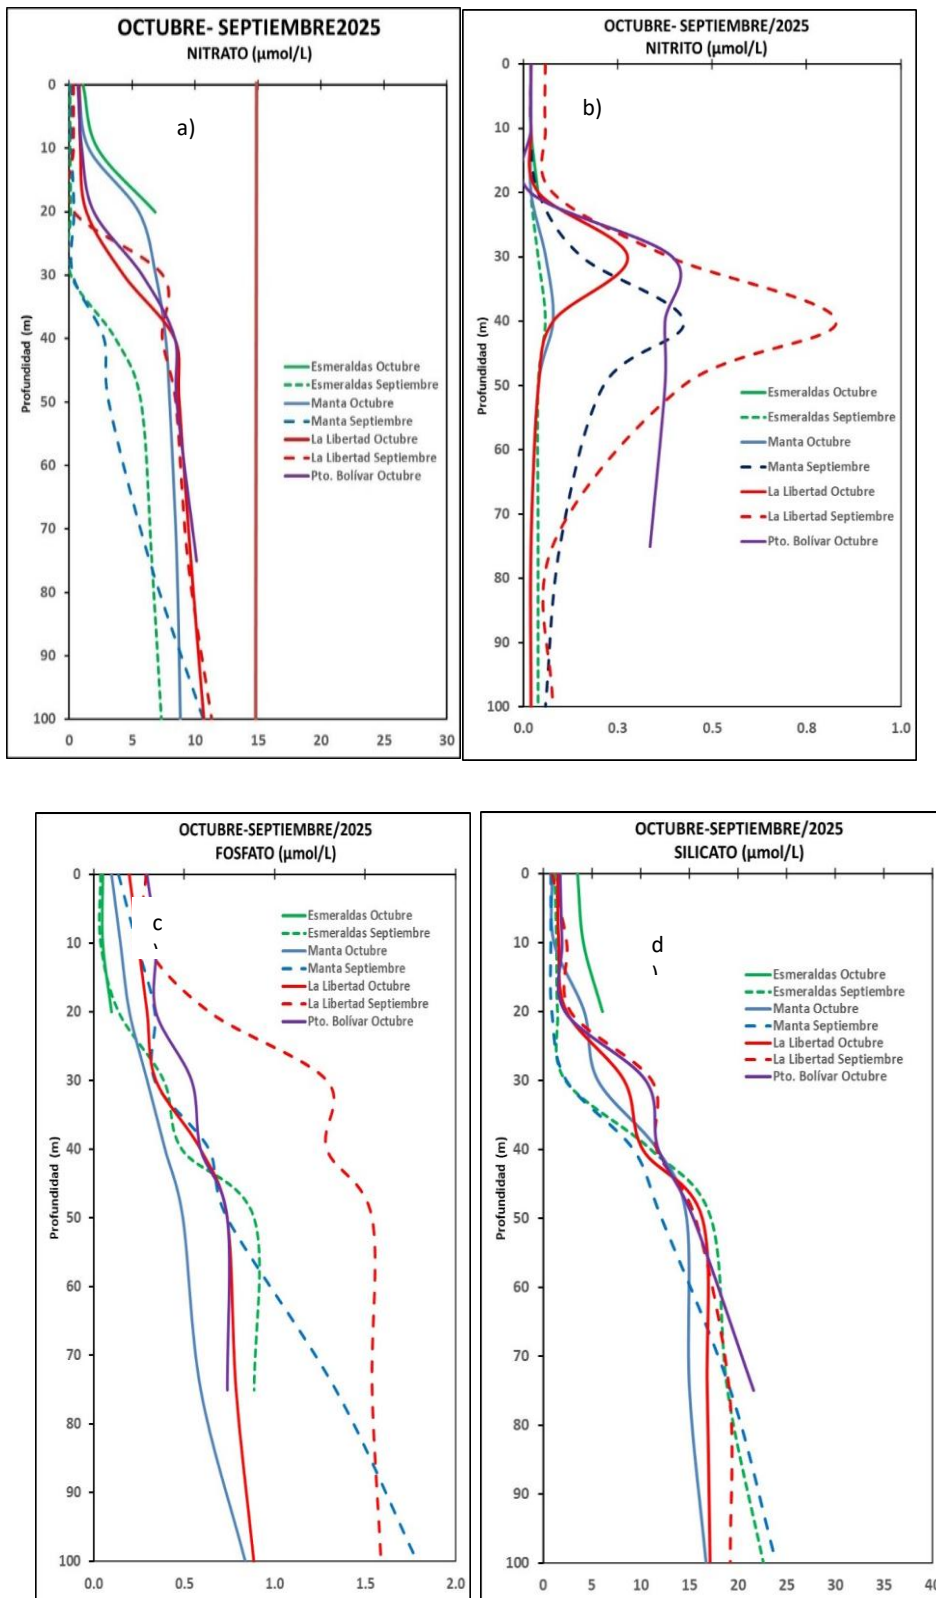 OCTUBRE- SEPTIEMBRE2025
NITRATO (µmol/L)
a)
0
10
20
30
40
50
60
70
80
90
100
Profundidad (m)
Esmeraldas Octubre
Esmeraldas Septiembre
Manta Octubre
Manta Septiembre
La Libertad Octubre
La Libertad Septiembre
Pto. Bolívar Octubre
0 5 10 15 20 25 30
OCTUBRE- SEPTIEMBRE/2025
NITRITO (µmol/L)
b)
0
10
20
30
40
50
60
70
80
90
100
Profundidad (m)
Esmeraldas Octubre
Esmeraldas Septiembre
Manta Octubre
Manta Septiembre
La Libertad Octubre
La Libertad Septiembre
Pto. Bolívar Octubre
0.0 0.3 0.5 0.8 1.0
OCTUBRE-SEPTIEMBRE/2025
FOSFATO (µmol/L)
c
)
0
10
20
30
40
50
60
70
80
90
100
Profundidad (m)
Esmeraldas Octubre
Esmeraldas Septiembre
Manta Octubre
Manta Septiembre
La Libertad Octubre
La Libertad Septiembre
Pto. Bolívar Octubre
0.0 0.5 1.0 1.5 2.0
OCTUBRE-SEPTIEMBRE/2025
SILICATO (µmol/L)
d
)
0
10
20
30
40
50
60
70
80
90
100
Profundidad (m)
Esmeraldas Octubre
Esmeraldas Septiembre
Manta Octubre
Manta Septiembre
La Libertad Octubre
La Libertad Septiembre
Pto. Bolívar Octubre
0 5 10 15 20 25 30 35 40